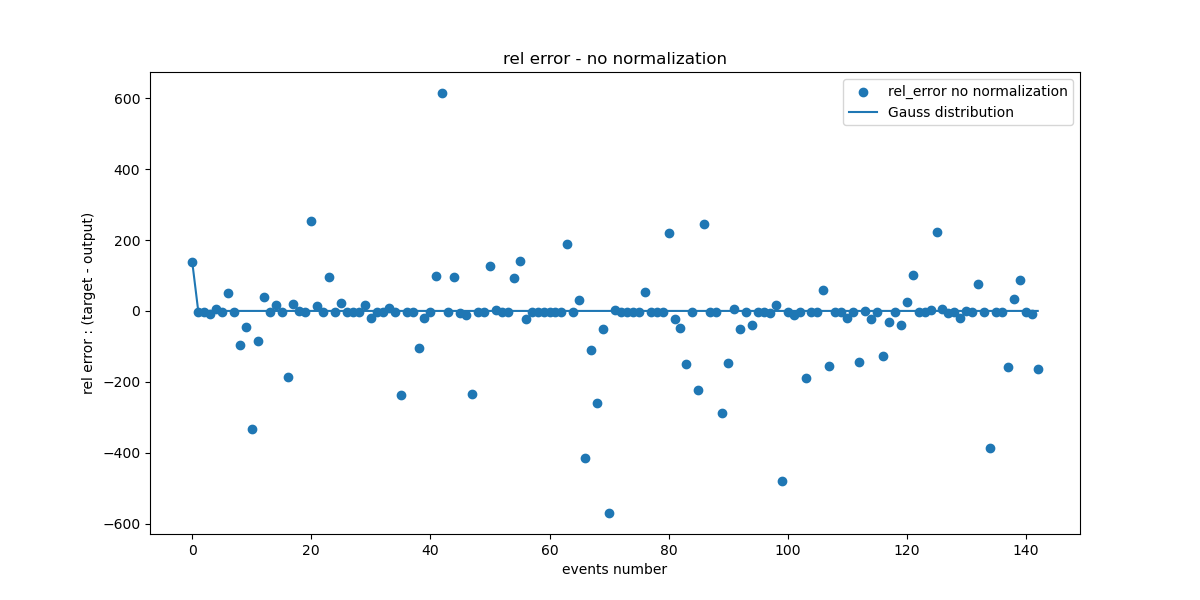 rel error - no normalization
rel_error no normalization
Gauss distribution
600
400
200
0
−200
−400
−600
rel error : (target - output)
0 20 40 60 80 100 120 140
events number